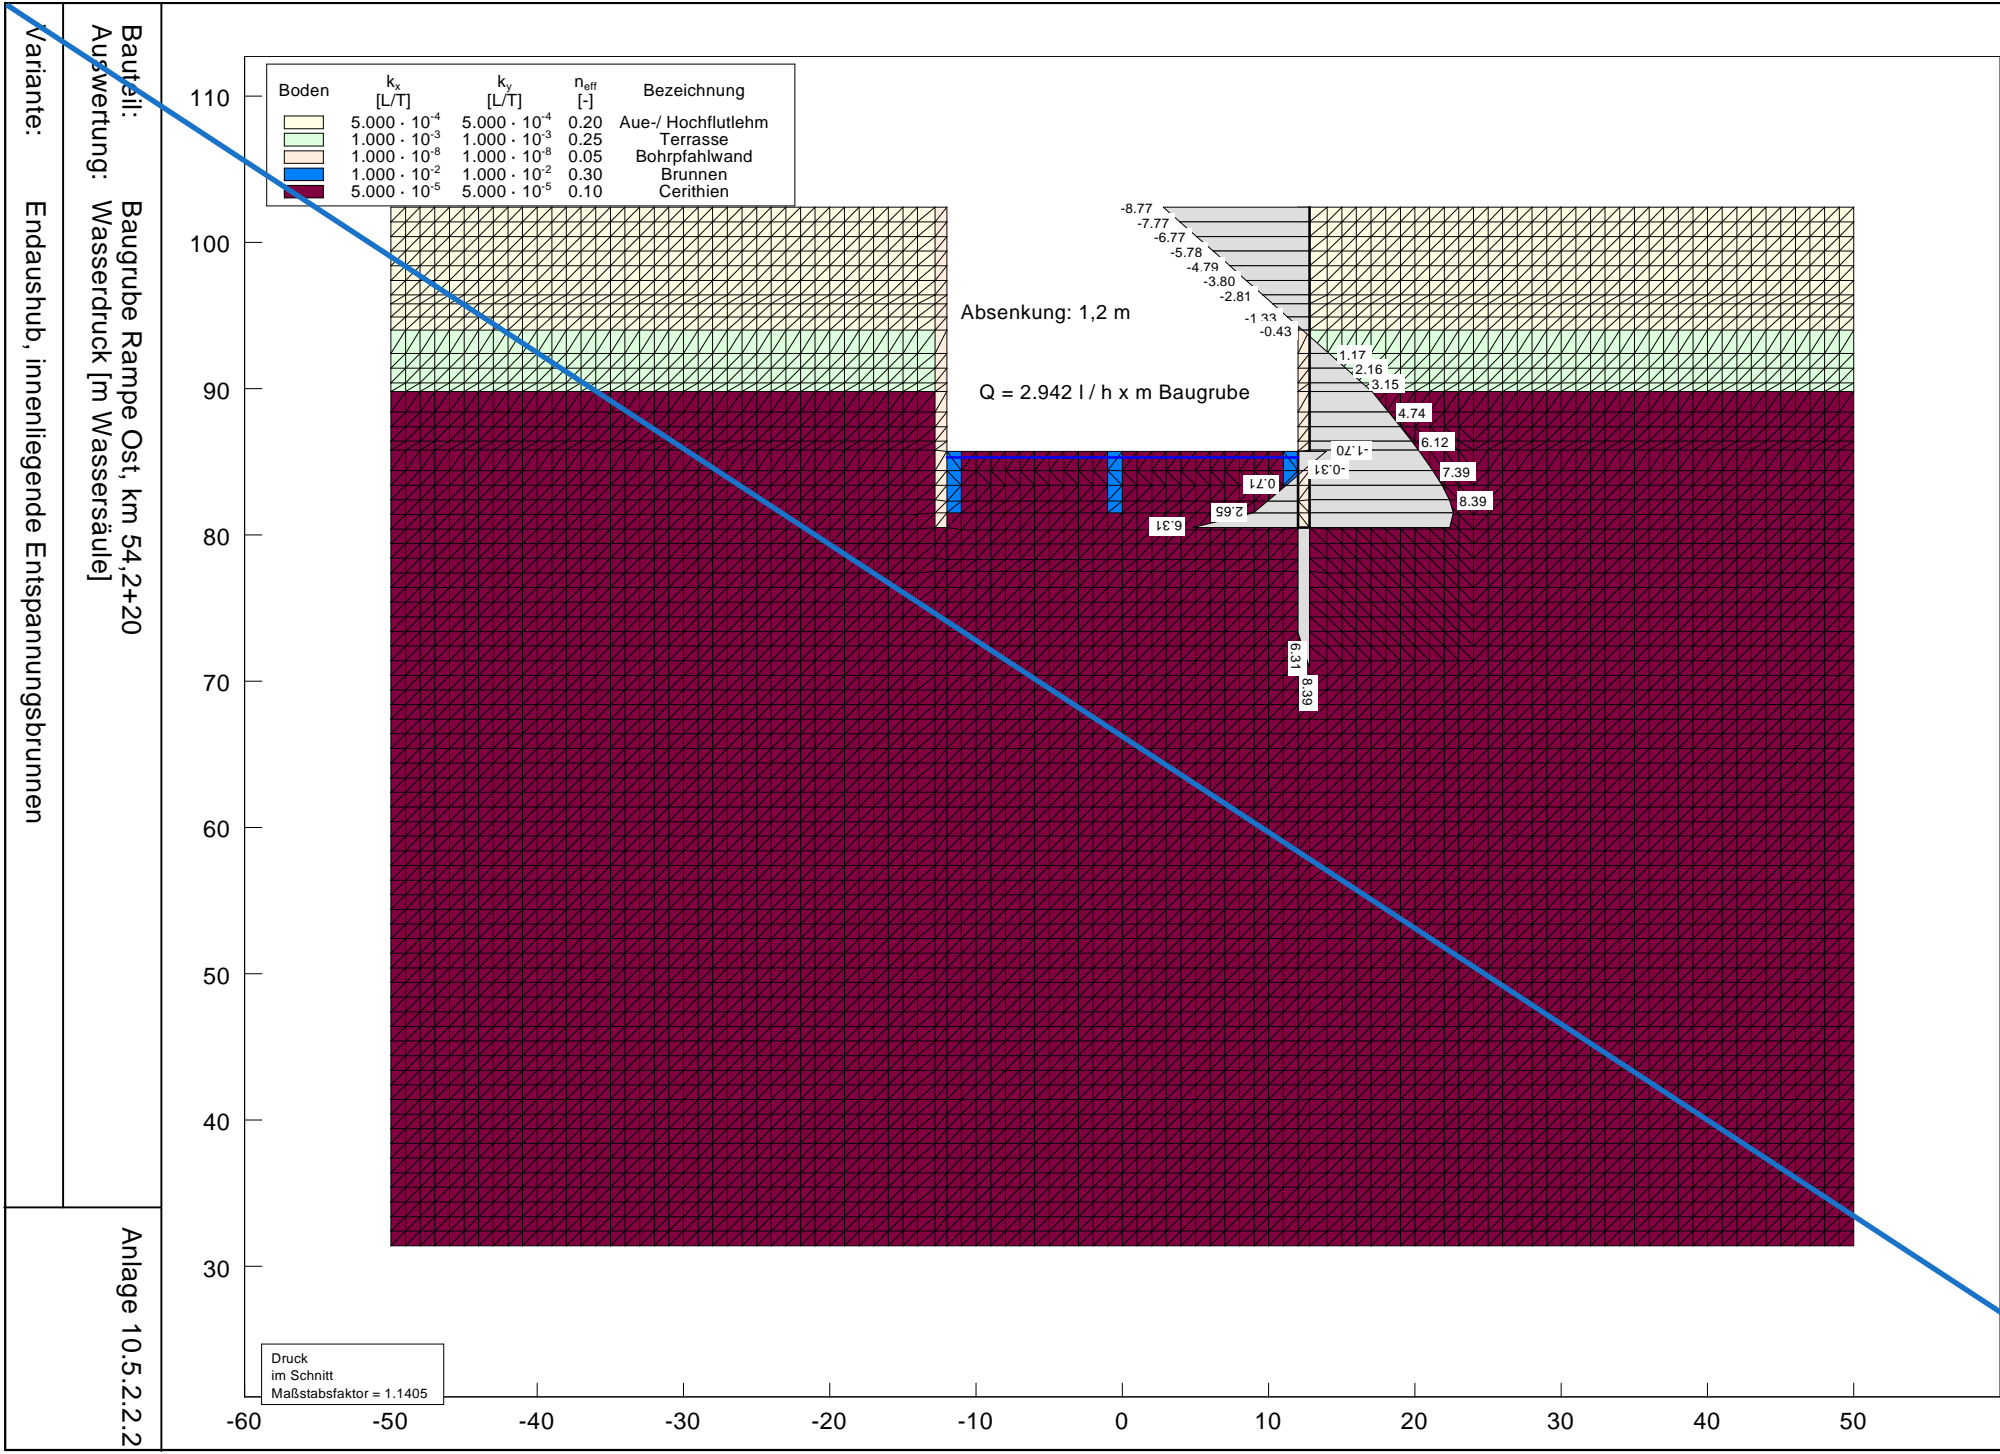 Bauteil: Baugrube Rampe Ost, km 54,2+20
Auswertung: Wasserdruck [m Wassersäule]
Variante: Endaushub, innenliegende Entspannungsbrunnen
Anlage 10.5.2.2.2
Boden kx [L/T] ky [L/T] neff [-] Bezeichnung
5.000 · 10-4 5.000 · 10-4 0.20 Aue-/ Hochflutlehm
1.000 · 10-3 1.000 · 10-3 0.25 Terrasse
1.000 · 10-8 1.000 · 10-8 0.05 Bohrpfahlwand
1.000 · 10-2 1.000 · 10-2 0.30 Brunnen
5.000 · 10-5 5.000 · 10-5 0.10 Cerithien
110
100
90
80
70
60
50
40
30
-8.77
-7.77
-6.77
-5.78
-4.79
-3.80
-2.81
-1.33
-0.43
Absenkung: 1,2 m
Q = 2.942 l / h x m Baugrube
1.17
2.16
3.15
4.74
6.12
7.39
8.39
-1.70
-0.31
0.71
2.65
6.31
6.31
8.39
Druck
im Schnitt
Maßstabsfaktor = 1.1405
-60 -50 -40 -30 -20 -10 0 10 20 30 40 50